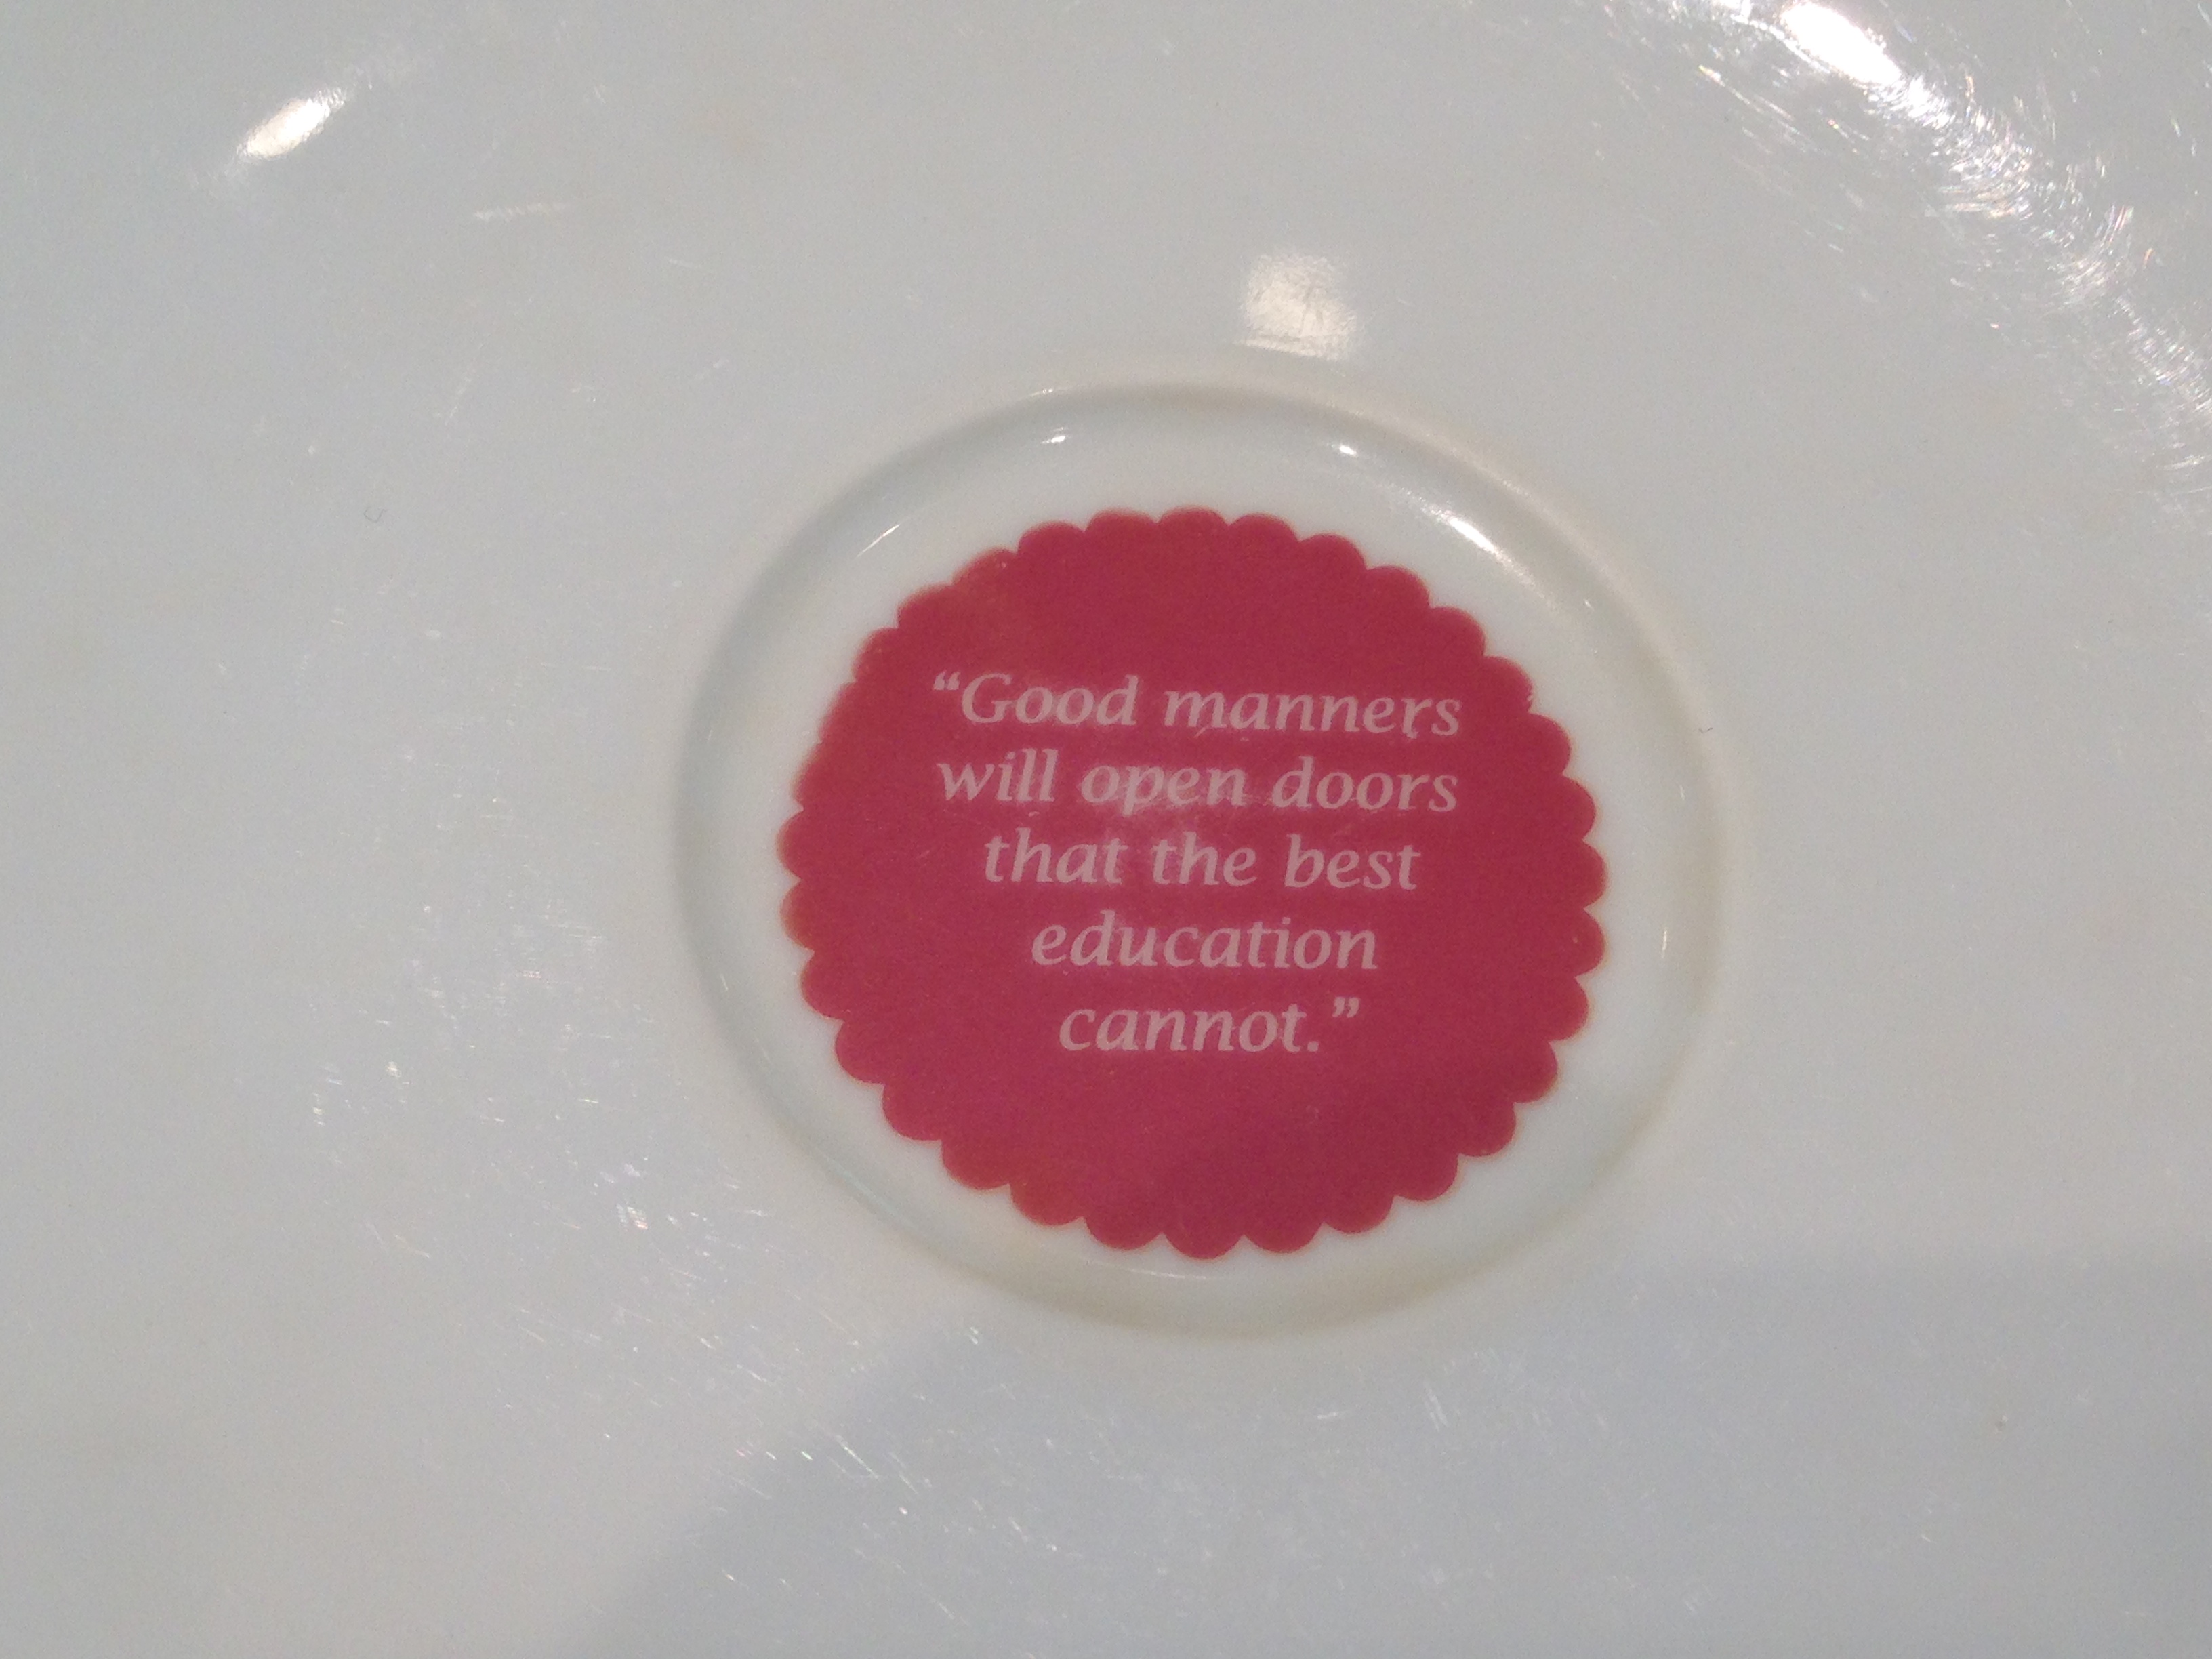 “Good manners
will open doors
that the best
education
cannot.”